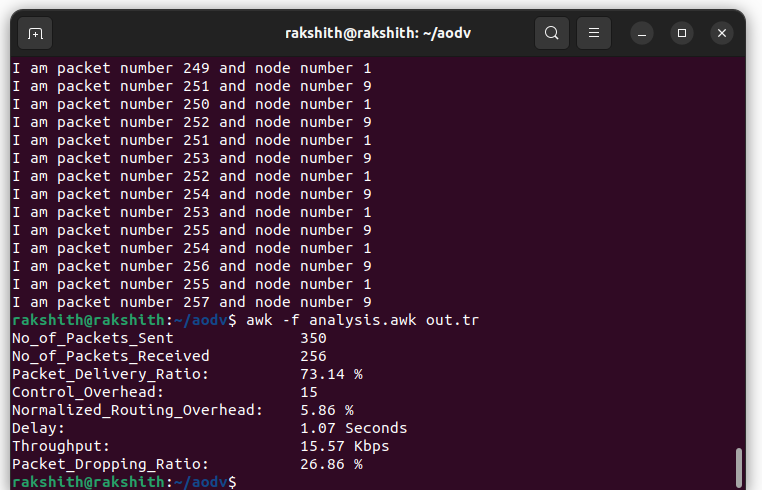 rakshith@rakshith: ~/aodv
I am packet number 249 and node number 1
I am packet number 251 and node number 9
I am packet number 250 and node number 1
I am packet number 252 and node number 9
I am packet number 251 and node number 1
I am packet number 253 and node number 9
I am packet number 252 and node number 1
I am packet number 254 and node number 9
I am packet number 253 and node number 1
I am packet number 255 and node number 9
I am packet number 254 and node number 1
I am packet number 256 and node number 9
I am packet number 255 and node number 1
I am packet number 257 and node number 9
rakshith@rakshith:~/aodv$ awk -f analysis.awk out.tr
No_of_Packets_Sent 350
No_of_Packets_Received 256
Packet_Delivery_Ratio: 73.14 %
Control_Overhead: 15
Normalized_Routing_Overhead: 5.86 %
Delay: 1.07 Seconds
Throughput: 15.57 Kbps
Packet_Dropping_Ratio: 26.86 %
rakshith@rakshith:~/aodv$